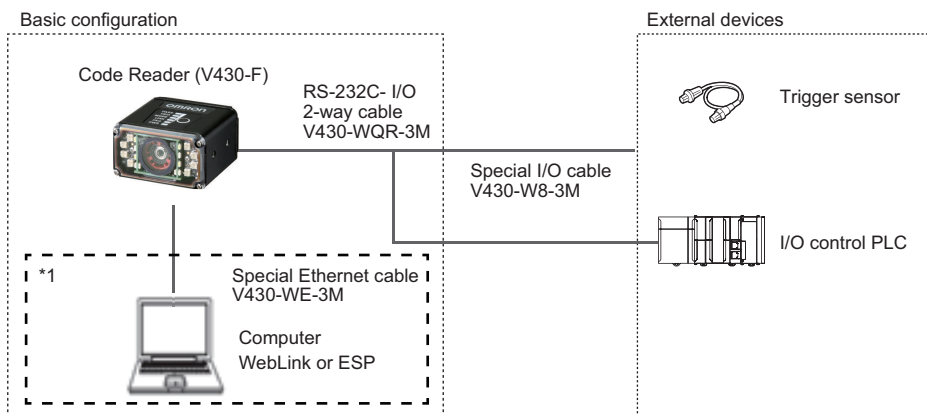 Basic configuration
External devices
Code Reader (V430-F)
OMRON
RS-232C- I/O
2-way cable
V430-WQR-3M
Trigger sensor
Special I/O cable
V430-W8-3M
I/O control PLC
*1
Special Ethernet cable
V430-WE-3M
Computer
WebLink or ESP